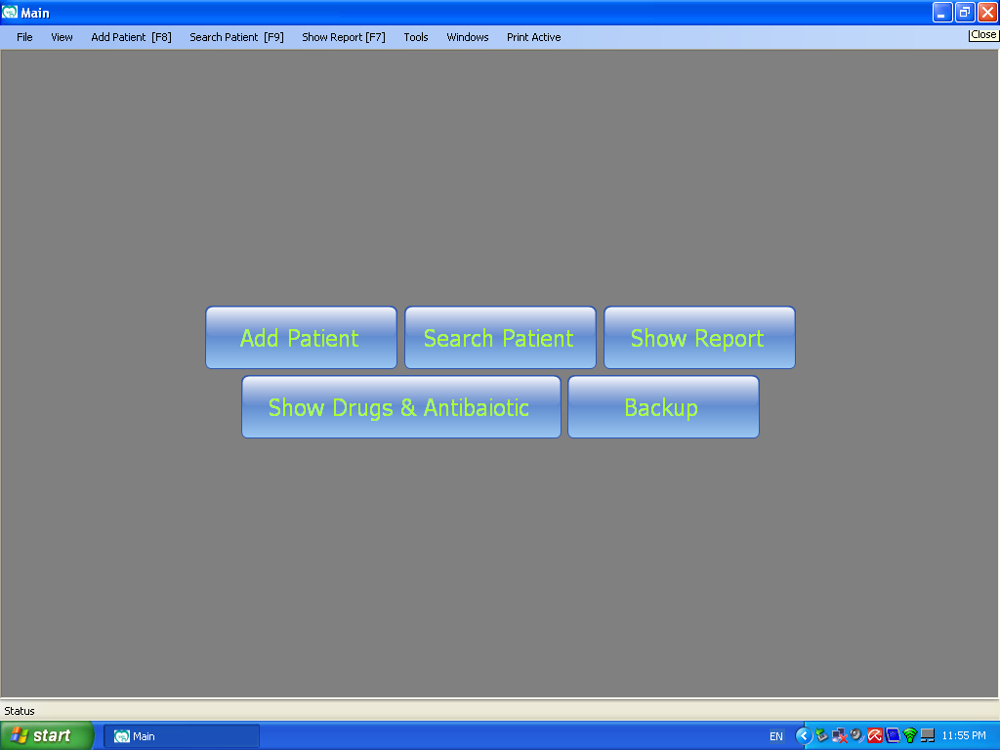 Main
File View Add Patient [F8] Search Patient [F9] Show Report [F7] Tools Windows Print Active
Close
Add Patient Search Patient Show Report
Show Drugs & Antibaiotic Backup
Status
start Main EN 11:55 PM